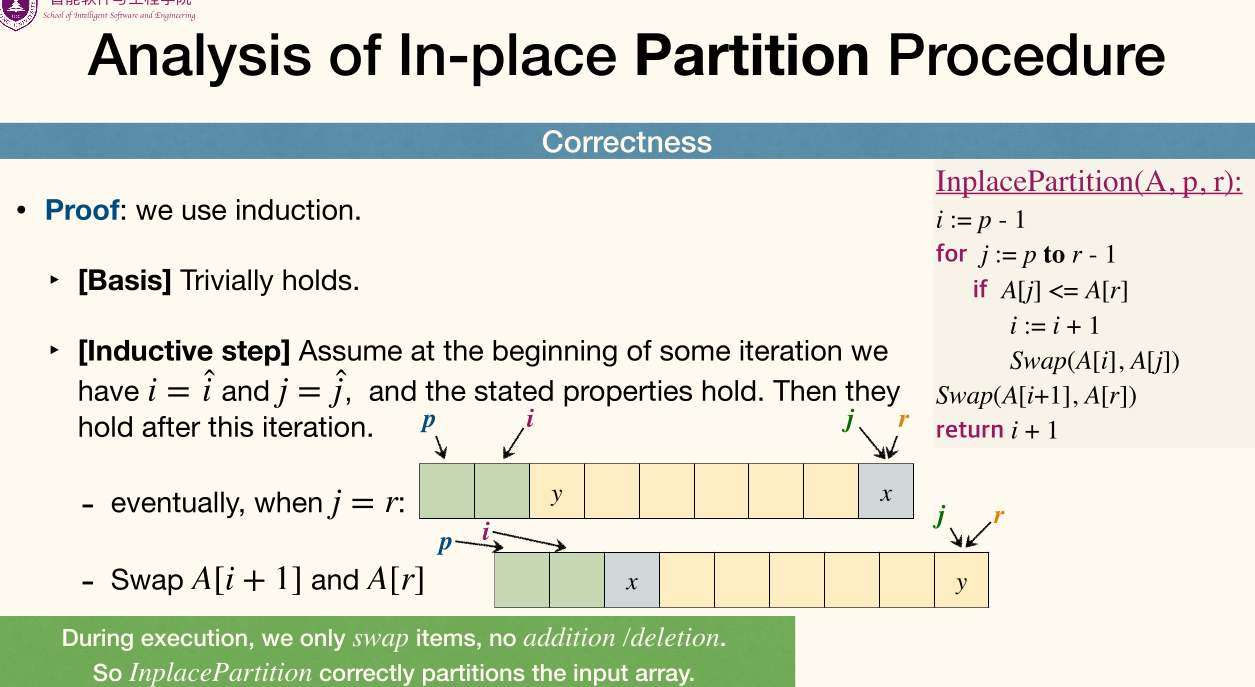 智能软件与工程学院
School of Intelligent Software and Engineering
Analysis of In-place Partition Procedure
Correctness
• Proof: we use induction.
‣ [Basis] Trivially holds.
‣ [Inductive step] Assume at the beginning of some iteration we
have i = î and j = ĵ, and the stated properties hold. Then they
hold after this iteration.
p i j r
- eventually, when j = r:
y x
p i j r
- Swap A[i + 1] and A[r]
x y
During execution, we only swap items, no addition /deletion.
So InplacePartition correctly partitions the input array.
InplacePartition(A, p, r):
i := p - 1
for j := p to r - 1
if A[j] <= A[r]
i := i + 1
Swap(A[i], A[j])
Swap(A[i+1], A[r])
return i + 1